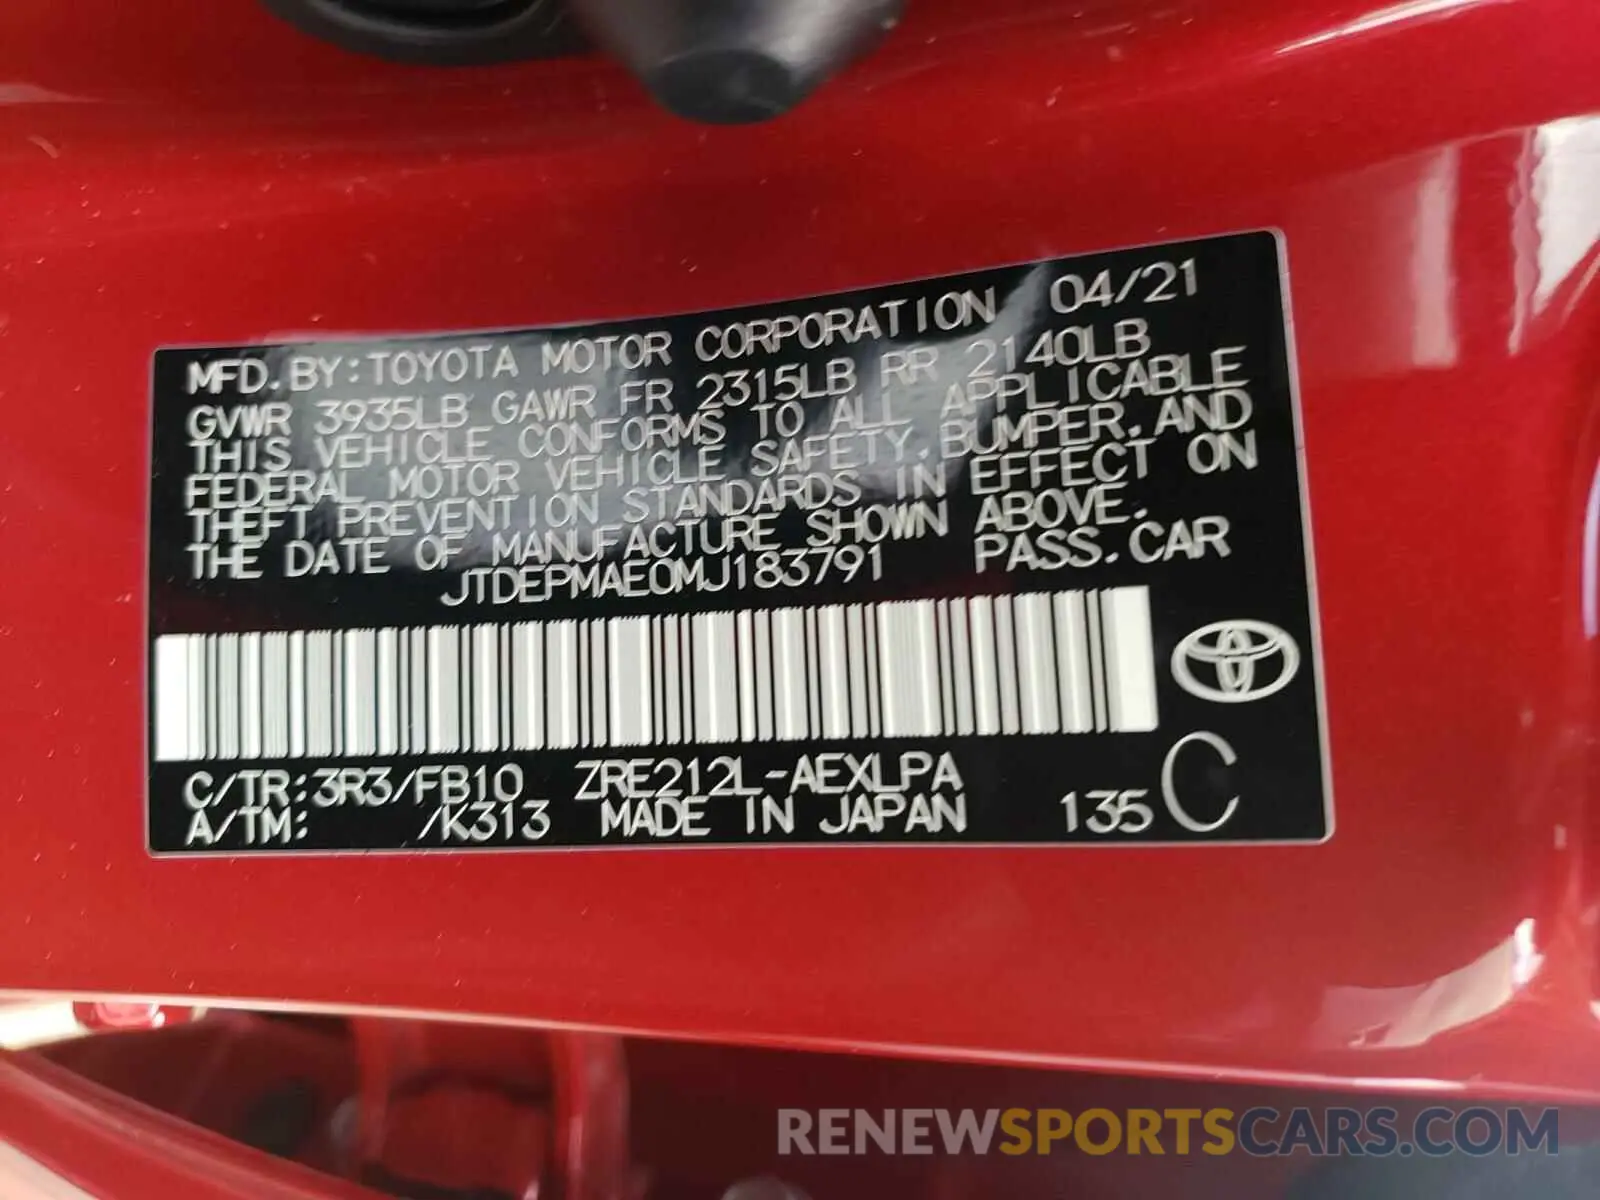 MFD.BY:TOYOTA MOTOR CORPORATION 04/21
GVWR 3935LB GAWR FR 2315LB RR 2140LB
THIS VEHICLE CONFORMS TO ALL APPLICABLE
FEDERAL MOTOR VEHICLE SAFETY,BUMPER,AND
THEFT PREVENTION STANDARDS IN EFFECT ON
THE DATE OF MANUFACTURE SHOWN ABOVE.
JTDEPMAE0MJ183791 PASS.CAR
C/TR:3R3/FB10 ZRE212L-AEXLPA
A/TM: /K313 MADE IN JAPAN 135 C
RENEWSPORTSCARS.COM